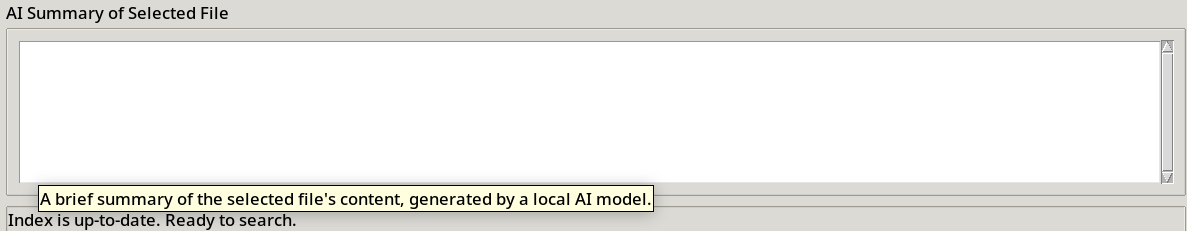 AI Summary of Selected File
A brief summary of the selected file's content, generated by a local AI model.
Index is up-to-date. Ready to search.